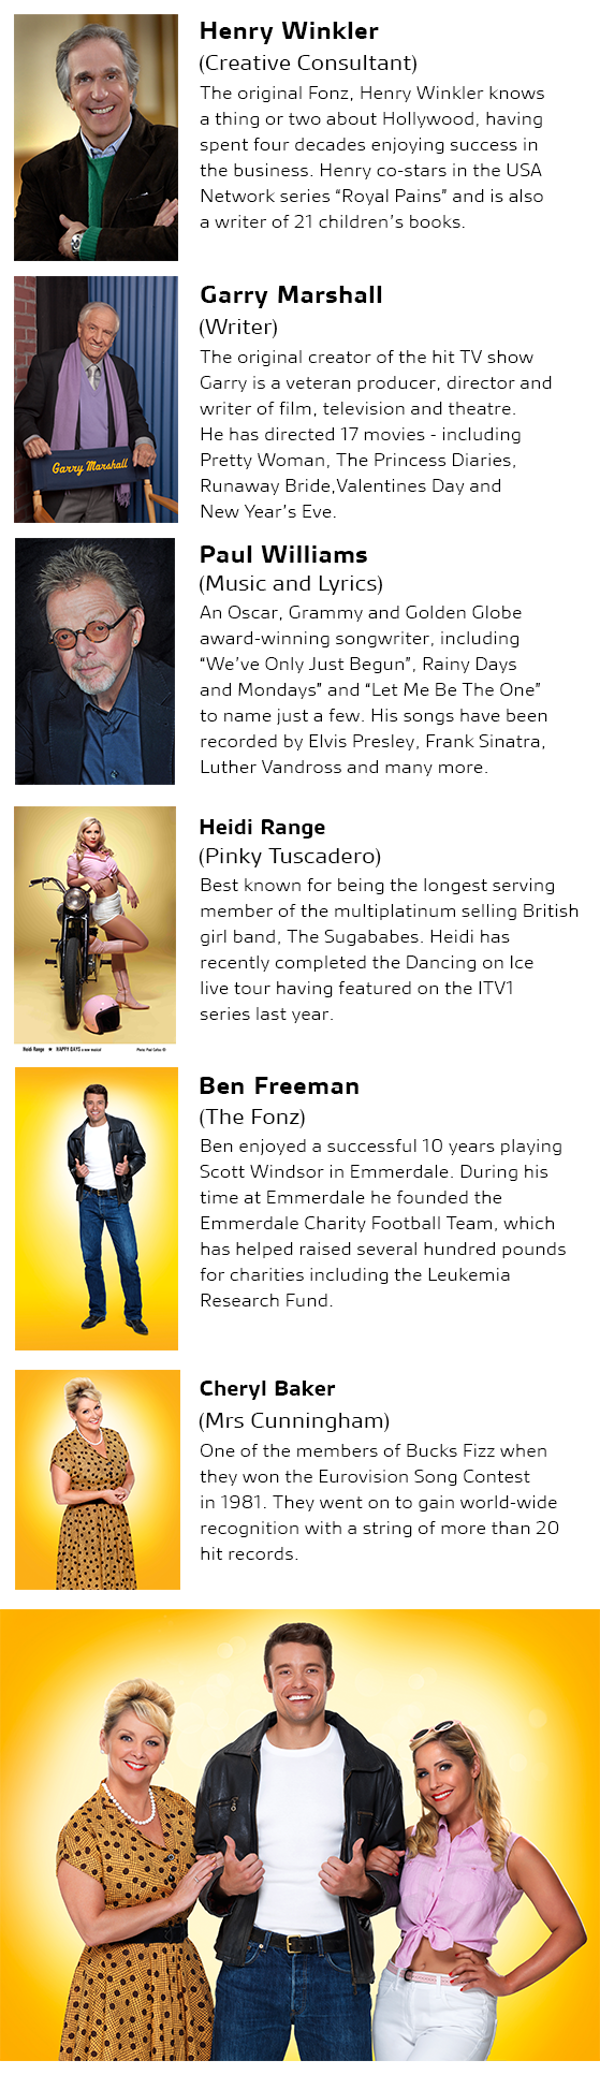 Henry Winkler
(Creative Consultant)
The original Fonz, Henry Winkler knows
a thing or two about Hollywood, having
spent four decades enjoying success in
the business. Henry co-stars in the USA
Network series “Royal Pains” and is also
a writer of 21 children’s books.
Garry Marshall
(Writer)
The original creator of the hit TV show
Garry is a veteran producer, director and
writer of film, television and theatre.
He has directed 17 movies - including
Pretty Woman, The Princess Diaries,
Runaway Bride,Valentines Day and
New Year’s Eve.
Garry Marshall
Paul Williams
(Music and Lyrics)
An Oscar, Grammy and Golden Globe
award-winning songwriter, including
“We’ve Only Just Begun”, Rainy Days
and Mondays” and “Let Me Be The One”
to name just a few. His songs have been
recorded by Elvis Presley, Frank Sinatra,
Luther Vandross and many more.
Heidi Range
(Pinky Tuscadero)
Best known for being the longest serving
member of the multiplatinum selling British
girl band, The Sugababes. Heidi has
recently completed the Dancing on Ice
live tour having featured on the ITV1
series last year.
Heidi Range ★ HAPPY DAYS a new musical
Ben Freeman
(The Fonz)
Ben enjoyed a successful 10 years playing
Scott Windsor in Emmerdale. During his
time at Emmerdale he founded the
Emmerdale Charity Football Team, which
has helped raised several hundred pounds
for charities including the Leukemia
Research Fund.
Cheryl Baker
(Mrs Cunningham)
One of the members of Bucks Fizz when
they won the Eurovision Song Contest
in 1981. They went on to gain world-wide
recognition with a string of more than 20
hit records.